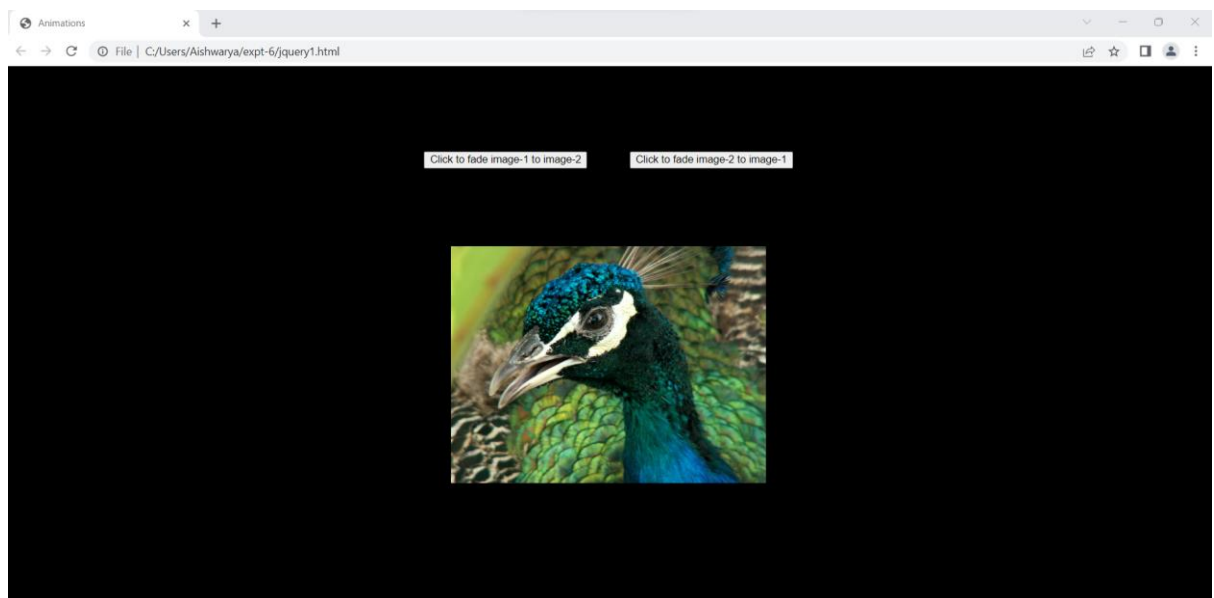 Animations
File | C:/Users/Aishwarya/expt-6/jquery1.html
Click to fade image-1 to image-2 Click to fade image-2 to image-1